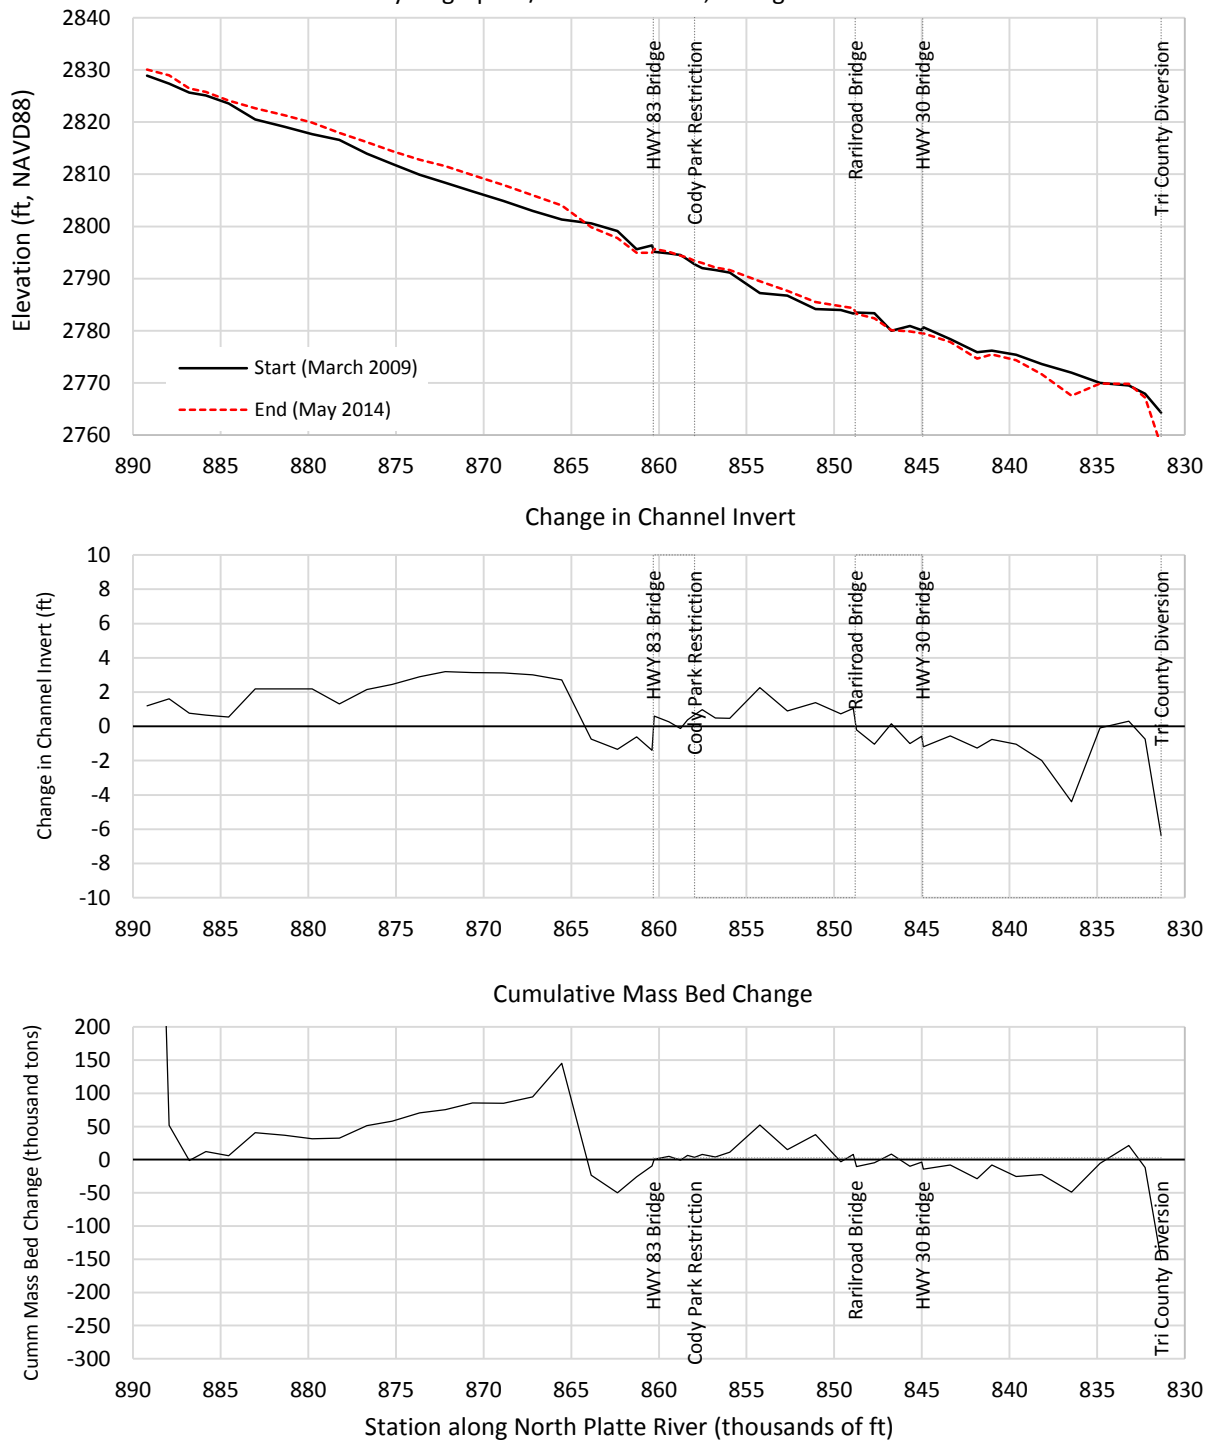 2840
2830
2820
2810
2800
2790
2780
2770
2760
Elevation (ft, NAVD88)
HWY 83 Bridge
Cody Park Restriction
Rarilroad Bridge
HWY 30 Bridge
Tri County Diversion
Start (March 2009)
End (May 2014)
890 885 880 875 870 865 860 855 850 845 840 835 830
Change in Channel Invert
10
8
6
4
2
0
-2
-4
-6
-8
-10
Change in Channel Invert (ft)
HWY 83 Bridge
Cody Park Restriction
Rarilroad Bridge
HWY 30 Bridge
Tri County Diversion
890 885 880 875 870 865 860 855 850 845 840 835 830
Cumulative Mass Bed Change
200
150
100
50
0
-50
-100
-150
-200
-250
-300
Cumm Mass Bed Change (thousand tons)
HWY 83 Bridge
Cody Park Restriction
Rarilroad Bridge
HWY 30 Bridge
Tri County Diversion
890 885 880 875 870 865 860 855 850 845 840 835 830
Station along North Platte River (thousands of ft)